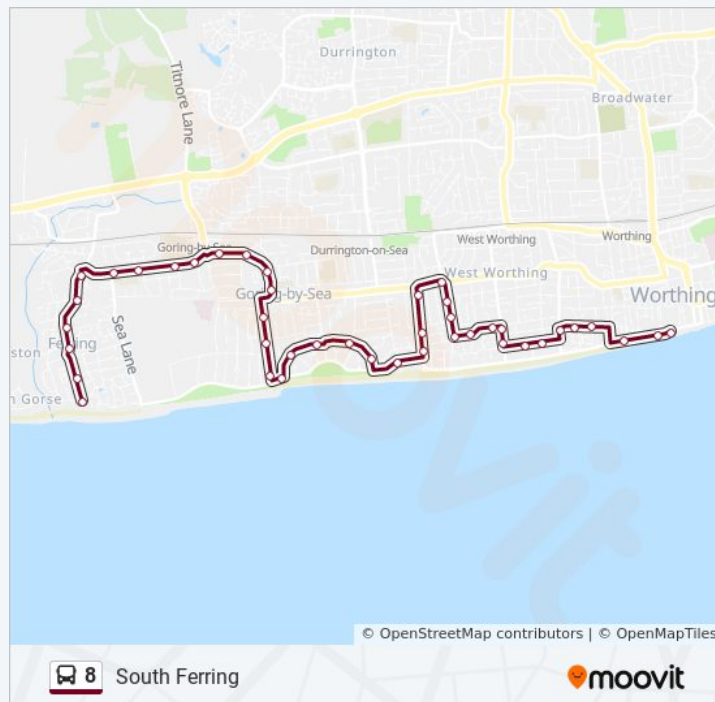 Durrington
Titnore Lane
Broadwater
Goring-by-Sea
Durrington-on-Sea
West Worthing
Worthing
West Worthing
Goring-by-Sea
Worthing
Sea Lane
Ferring
Gorse
© OpenStreetMap contributors | © OpenMapTiles
8 South Ferring
moovit